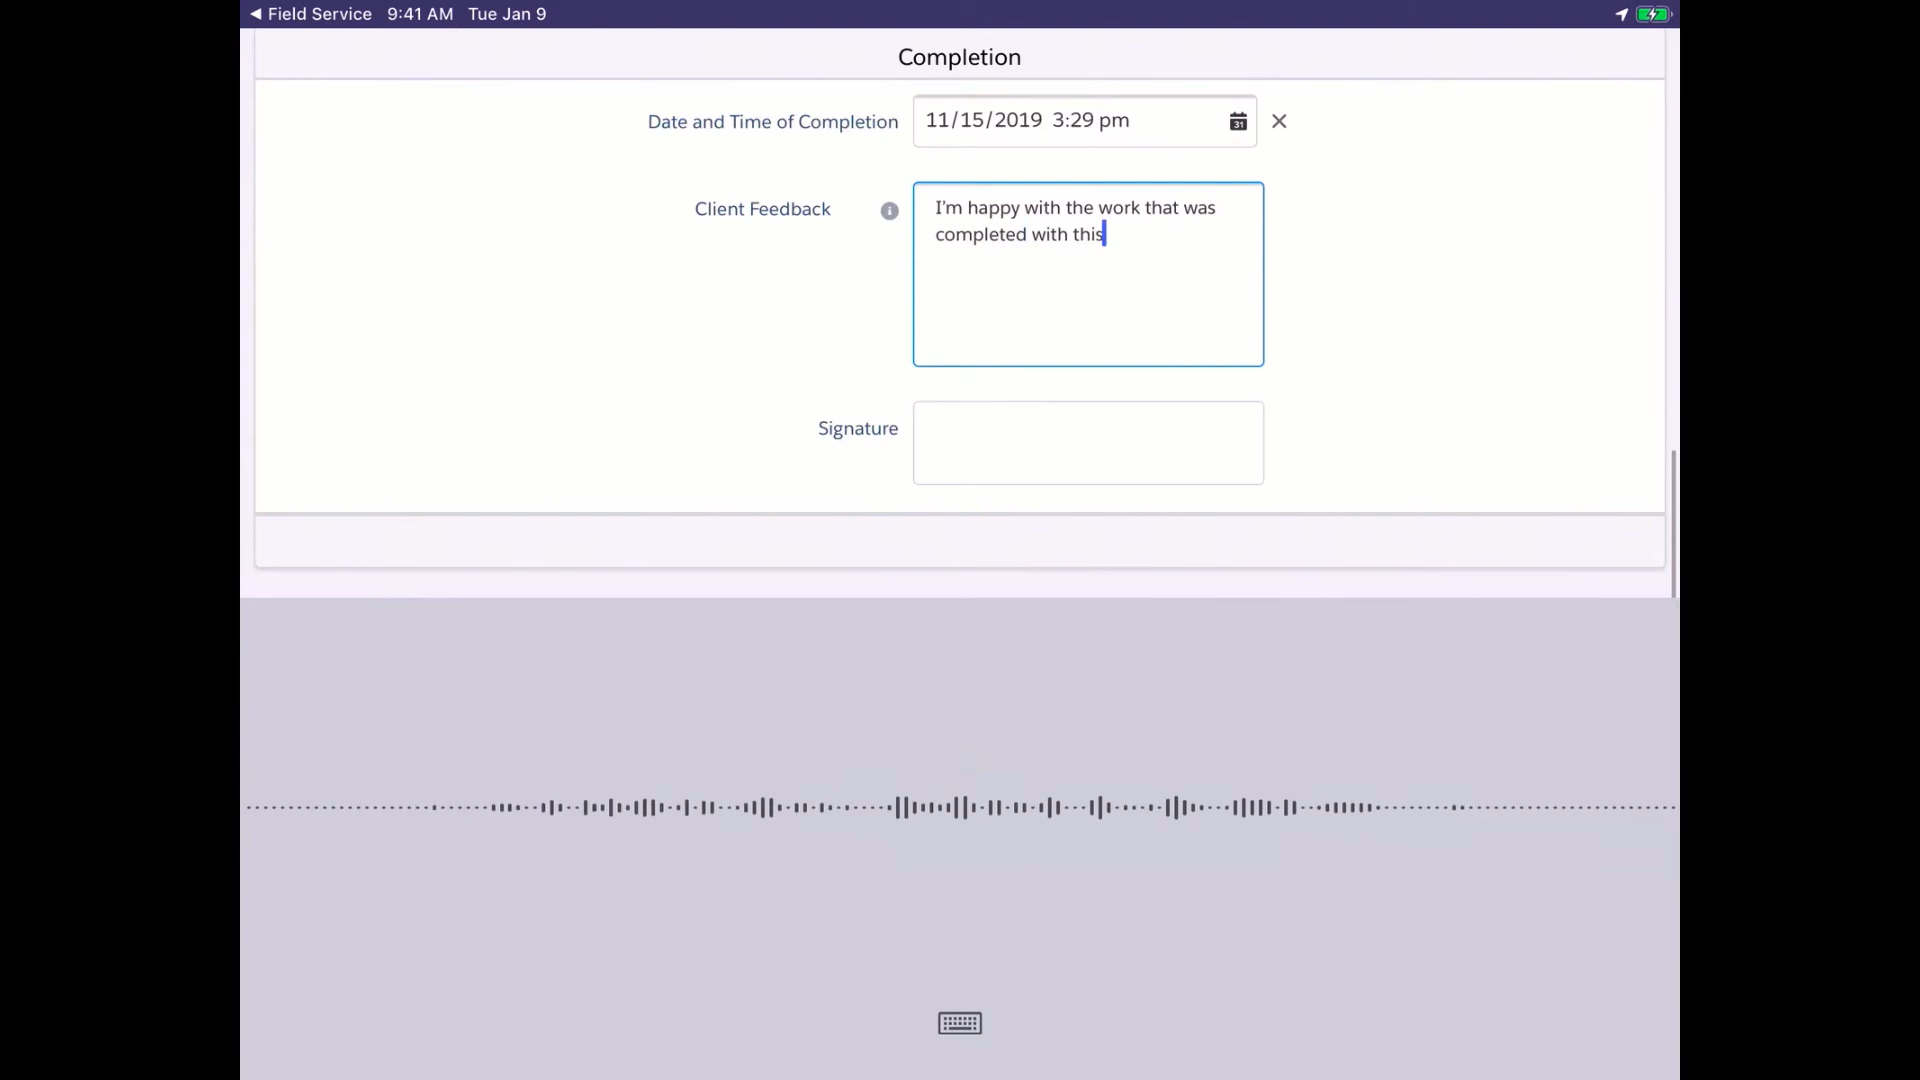 ◀ Field Service 9:41 AM Tue Jan 9
Completion
Date and Time of Completion 11/15/2019 3:29 pm 31
Client Feedback
I'm happy with the work that was
completed with this
Signature